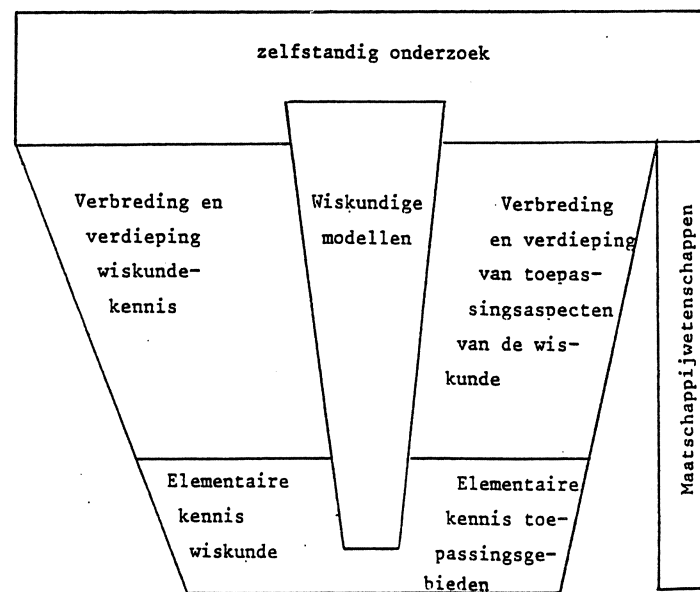 zelfstandig onderzoek
Verbreding en
verdieping
wiskunde-
kennis
Wiskundige
modellen
Verbreding
en verdieping
van toepas-
singsaspecten
van de wis-
kunde
Elementaire
kennis
wiskunde
Elementaire
kennis toe-
passingsge-
bieden
Maatschappijwetenschappen